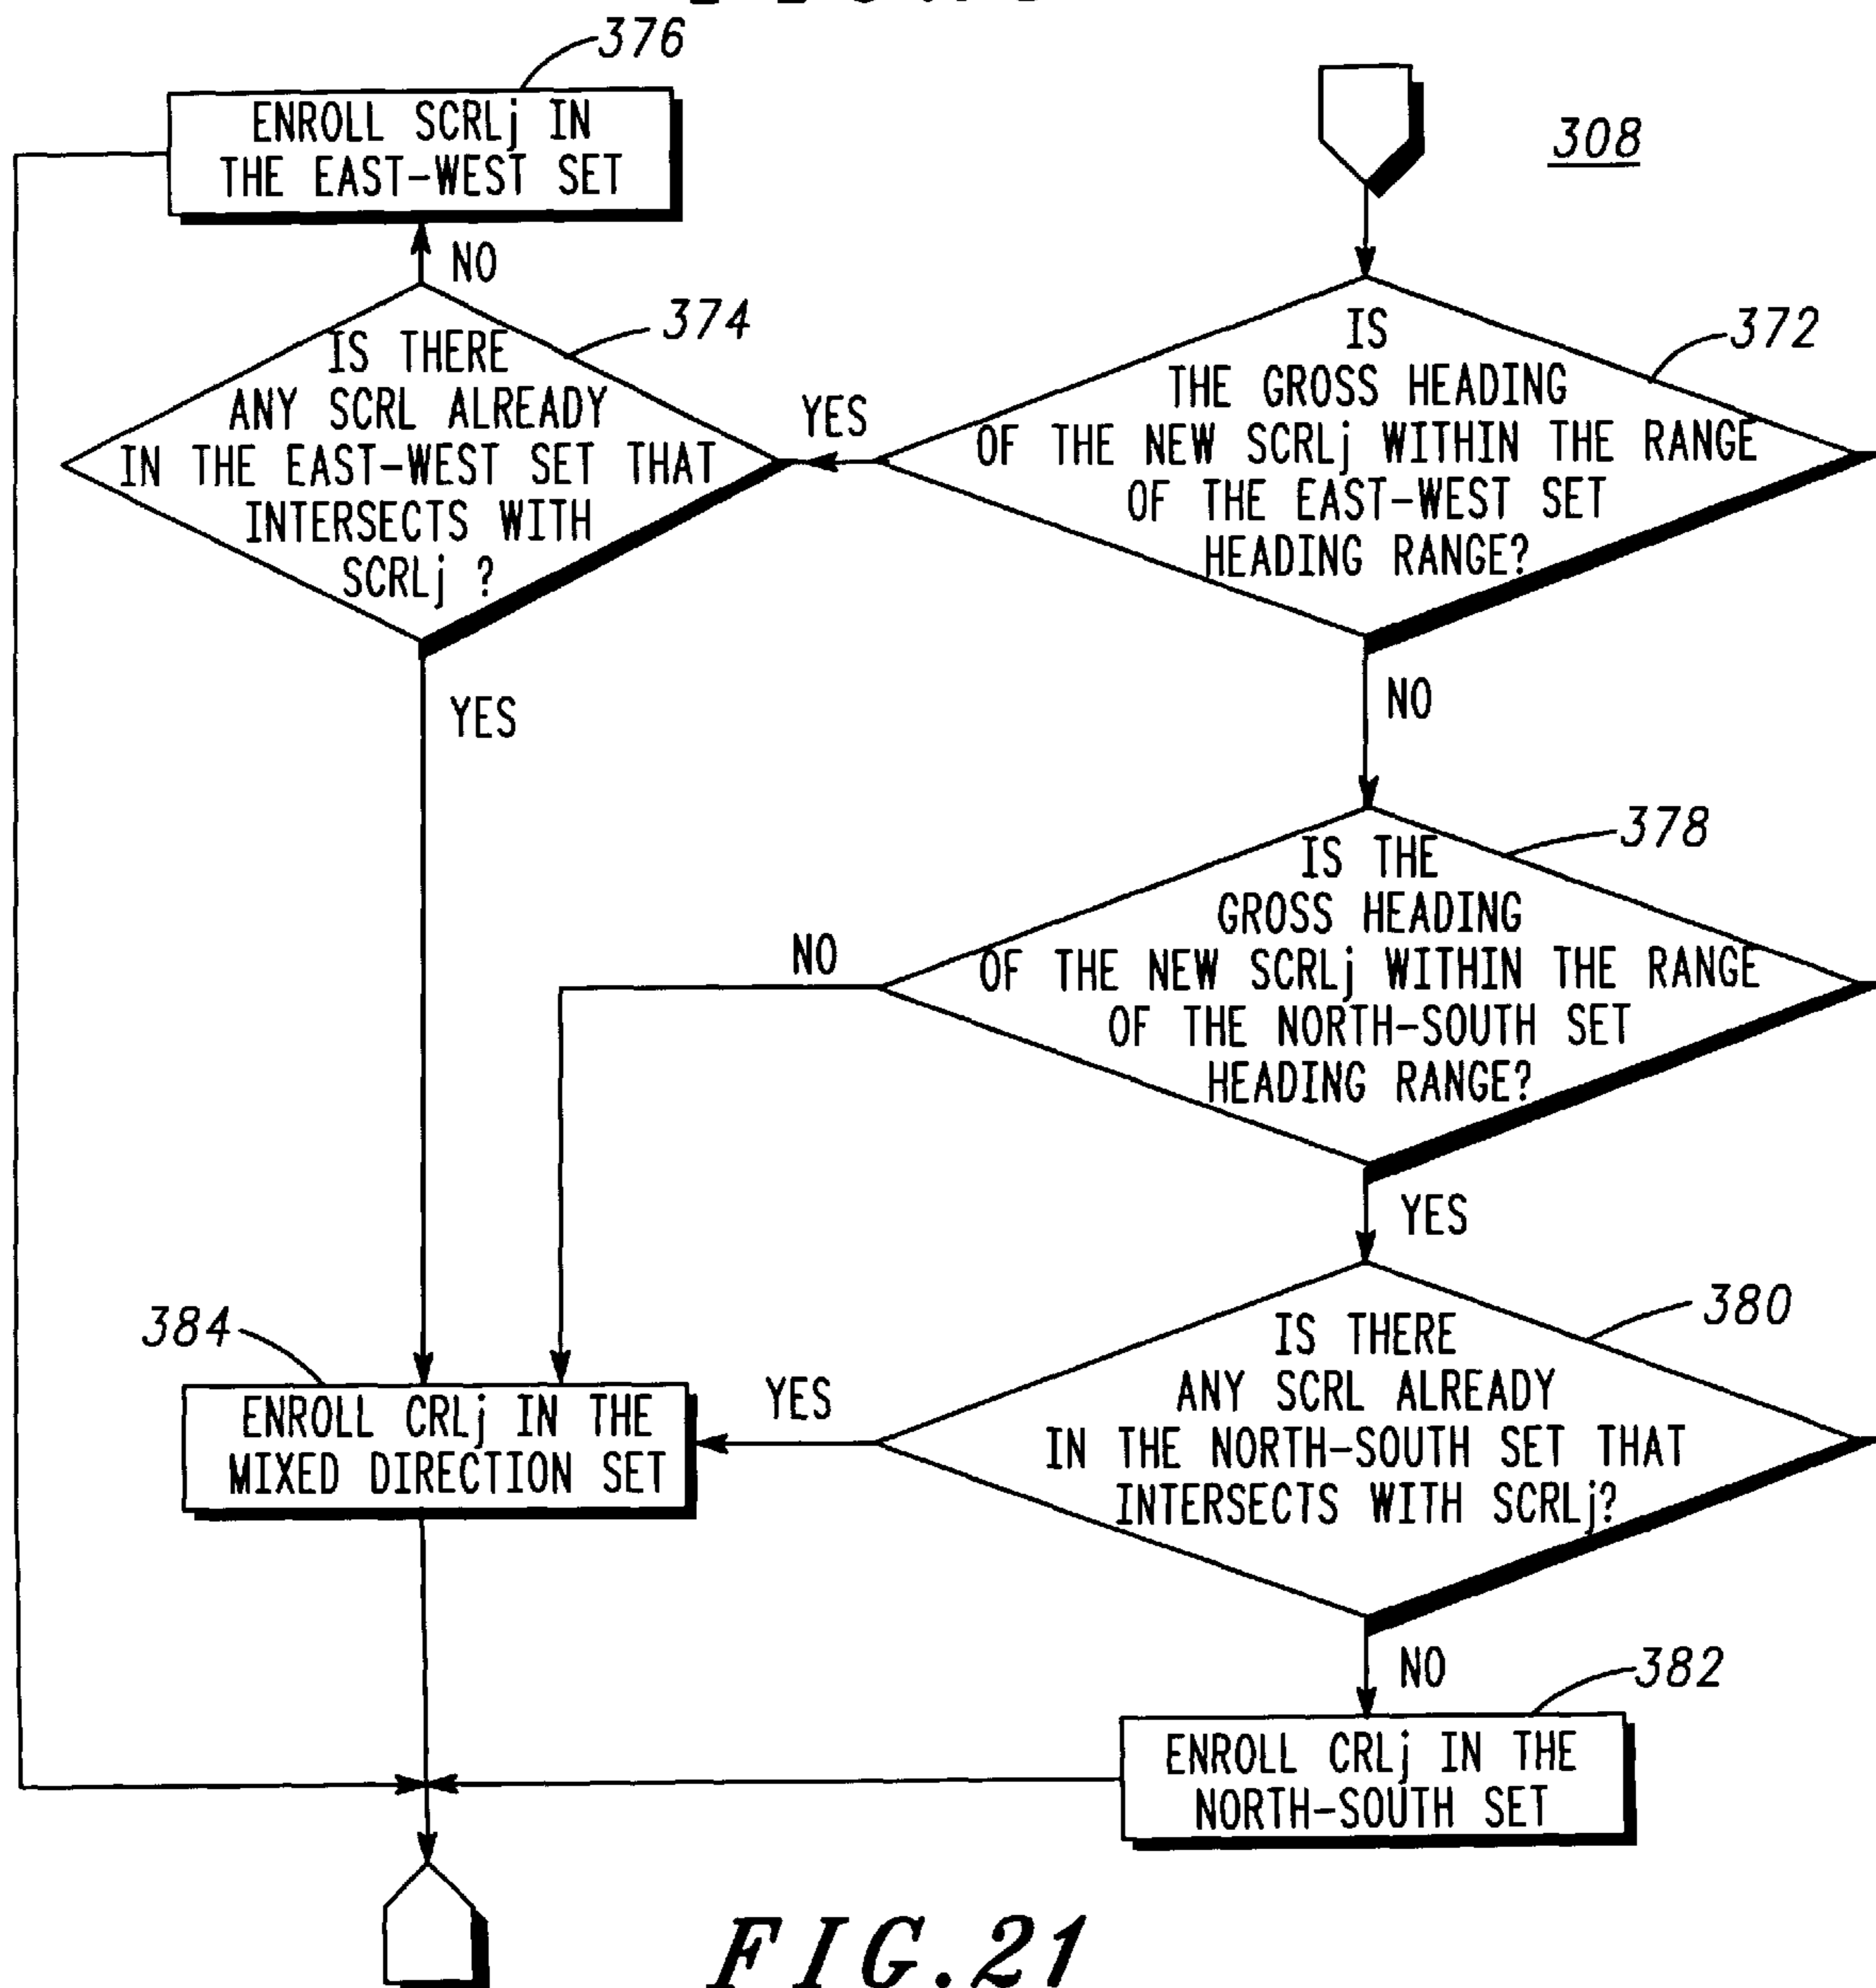 376
ENROLL SCRLj IN
THE EAST-WEST SET
308
NO
374
IS THERE
ANY SCRL ALREADY
IN THE EAST-WEST SET THAT
INTERSECTS WITH
SCRLj ?
YES
372
IS
THE GROSS HEADING
OF THE NEW SCRLj WITHIN THE RANGE
OF THE EAST-WEST SET
HEADING RANGE?
YES
NO
378
IS THE
GROSS HEADING
OF THE NEW SCRLj WITHIN THE RANGE
OF THE NORTH-SOUTH SET
HEADING RANGE?
NO
YES
384
ENROLL CRLj IN THE
MIXED DIRECTION SET
YES
380
IS THERE
ANY SCRL ALREADY
IN THE NORTH-SOUTH SET THAT
INTERSECTS WITH SCRLj?
NO
382
ENROLL CRLj IN THE
NORTH-SOUTH SET
FIG.21